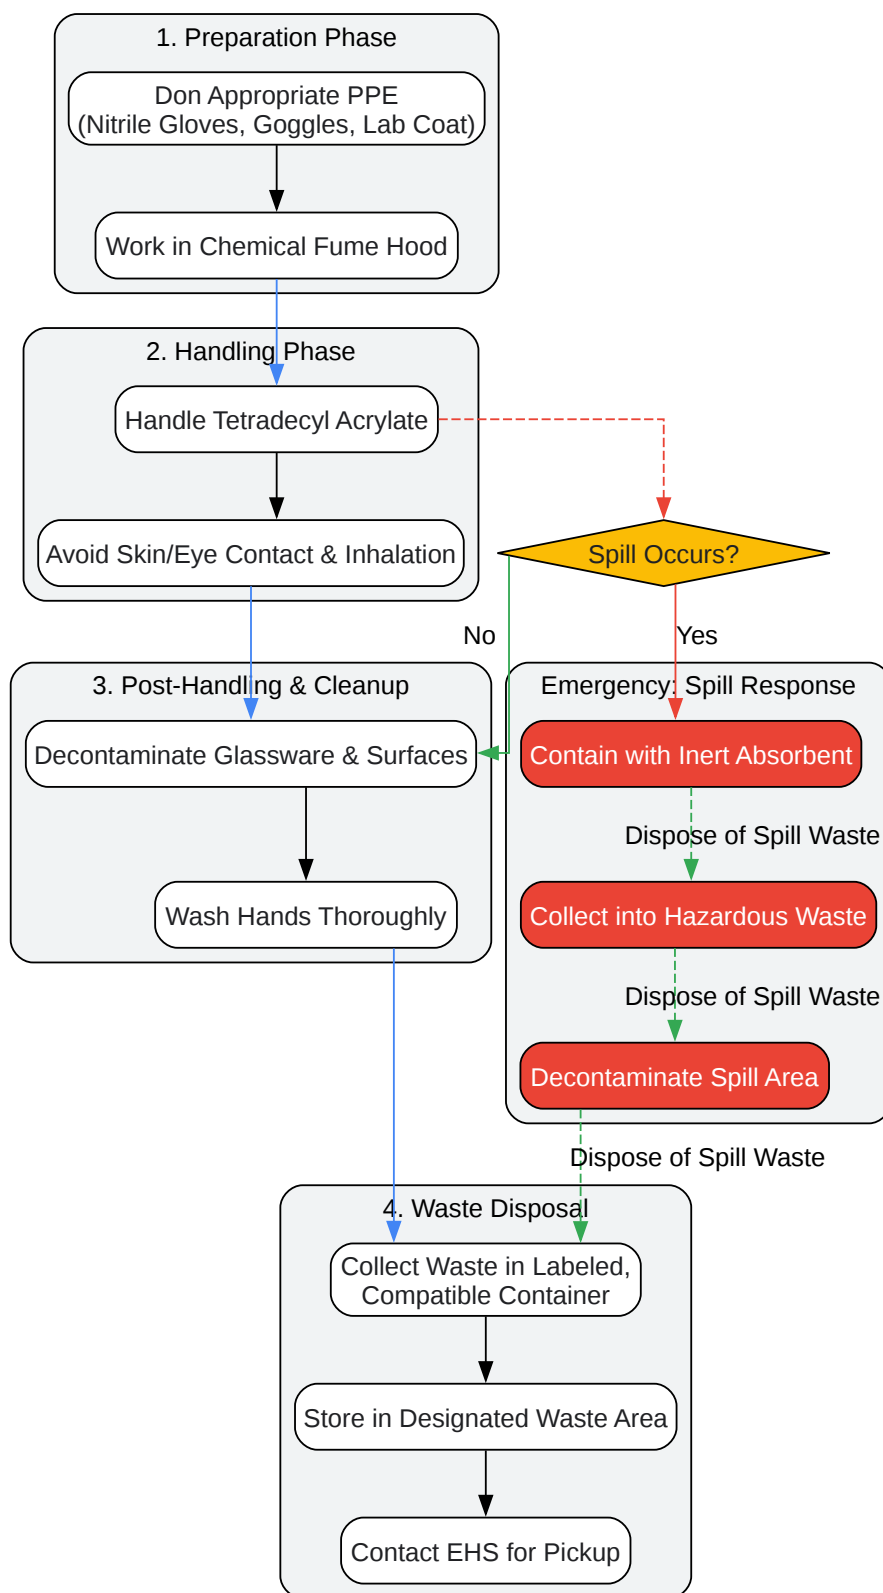 1. Preparation Phase
Don Appropriate PPE
(Nitrile Gloves, Goggles, Lab Coat)
Work in Chemical Fume Hood
2. Handling Phase
Handle Tetradecyl Acrylate
Avoid Skin/Eye Contact & Inhalation
Spill Occurs?
No
Yes
3. Post-Handling & Cleanup
Decontaminate Glassware & Surfaces
Wash Hands Thoroughly
Emergency: Spill Response
Contain with Inert Absorbent
Dispose of Spill Waste
Collect into Hazardous Waste
Dispose of Spill Waste
Decontaminate Spill Area
Dispose of Spill Waste
4. Waste Disposal
Collect Waste in Labeled,
Compatible Container
Store in Designated Waste Area
Contact EHS for Pickup